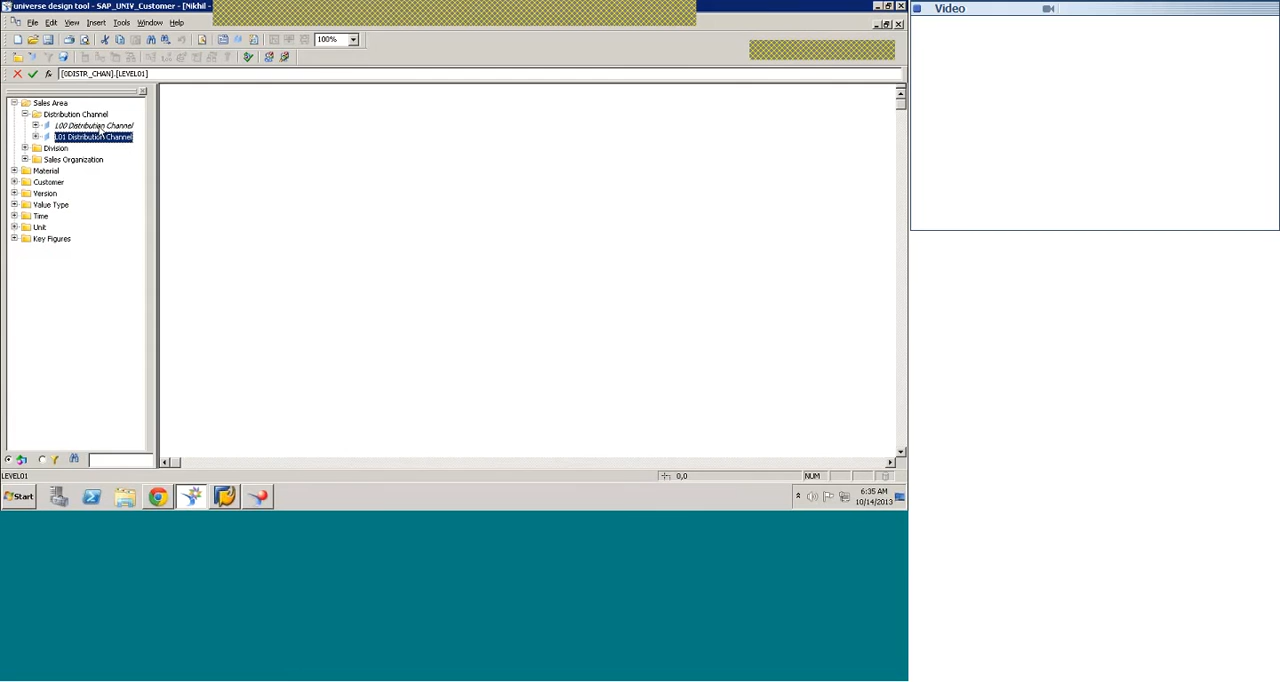 universe design tool - SAP_UNIV_Customer - [Nikhil -
Video
File Edit View Insert Tools Window Help
100%
[0DISTR_CHAN].[LEVEL01]
Sales Area
Distribution Channel
L00 Distribution Channel
L01 Distribution Channel
Division
Sales Organization
Material
Customer
Version
Value Type
Time
Unit
Key Figures
LEVEL01
0,0
NUM
Start
6:35 AM
10/14/2013